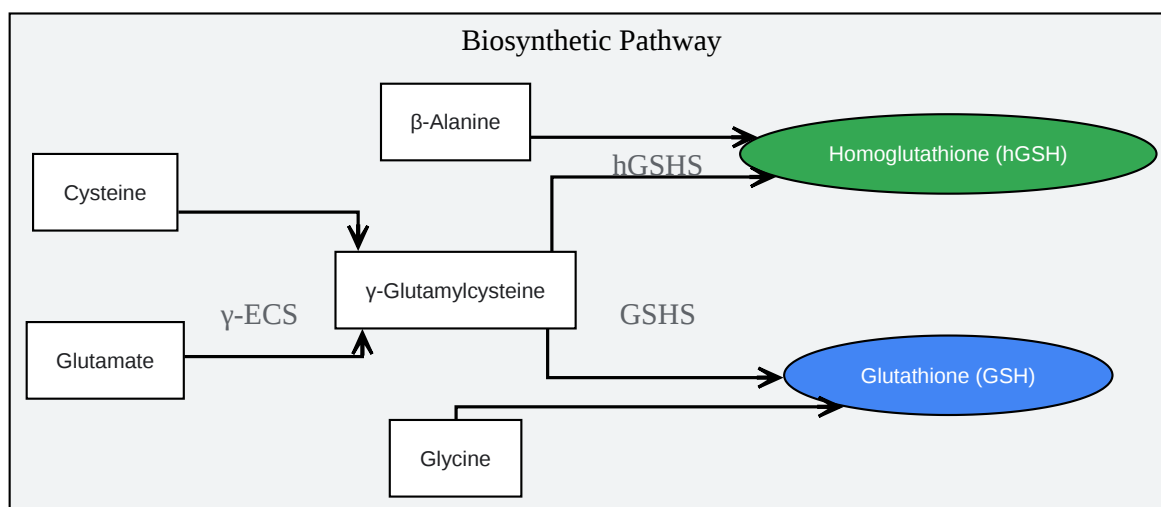 Biosynthetic Pathway
β-Alanine
Homoglutathione (hGSH)
hGSHS
Cysteine
γ-Glutamylcysteine
γ-ECS
GSHS
Glutamate
Glutathione (GSH)
Glycine